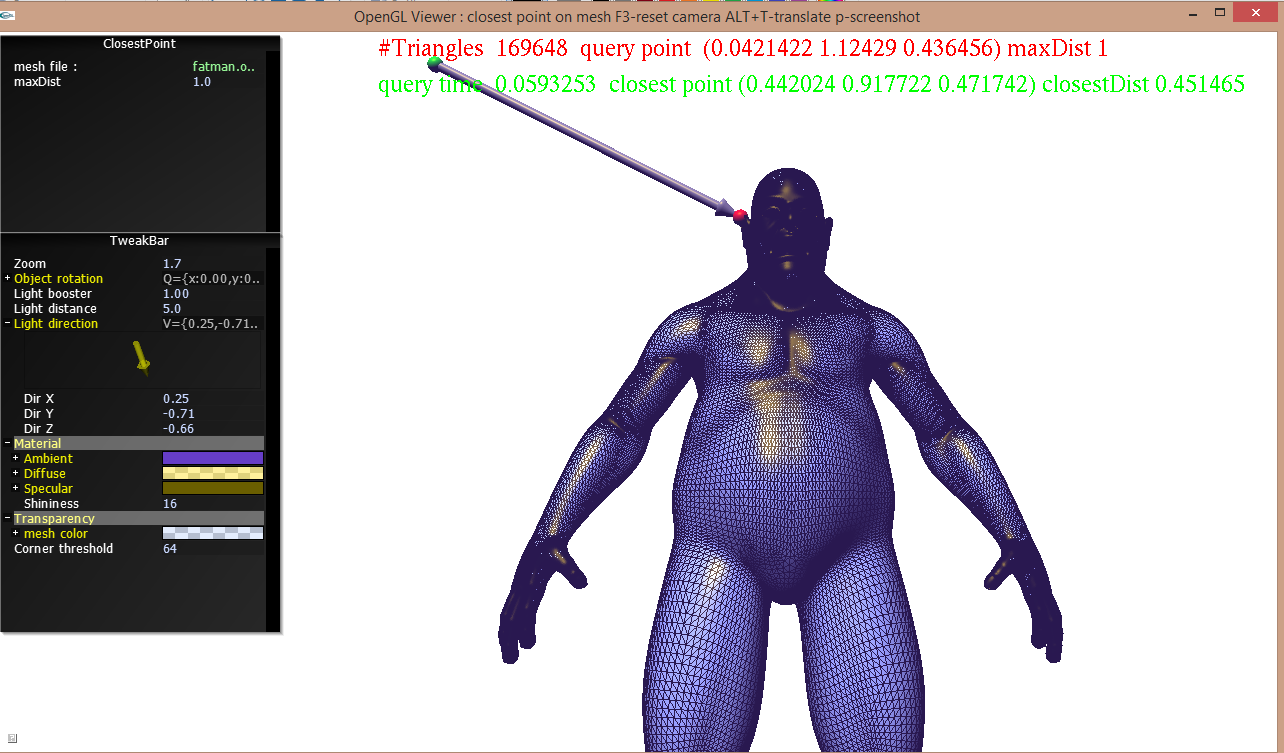 OpenGL Viewer : closest point on mesh F3-reset camera ALT+T-translate p-screenshot
ClosestPoint
mesh file : fatman.o..
maxDist 1.0
#Triangles 169648 query point (0.0421422 1.12429 0.436456) maxDist 1
query time 0.0593253 closest point (0.442024 0.917722 0.471742) closestDist 0.451465
TweakBar
Zoom 1.7
+ Object rotation Q={x:0.00,y:0..
Light booster 1.00
Light distance 5.0
- Light direction V={0.25,-0.71..
Dir X 0.25
Dir Y -0.71
Dir Z -0.66
- Material
+ Ambient
+ Diffuse
+ Specular
Shininess 16
- Transparency
+ mesh color
Corner threshold 64